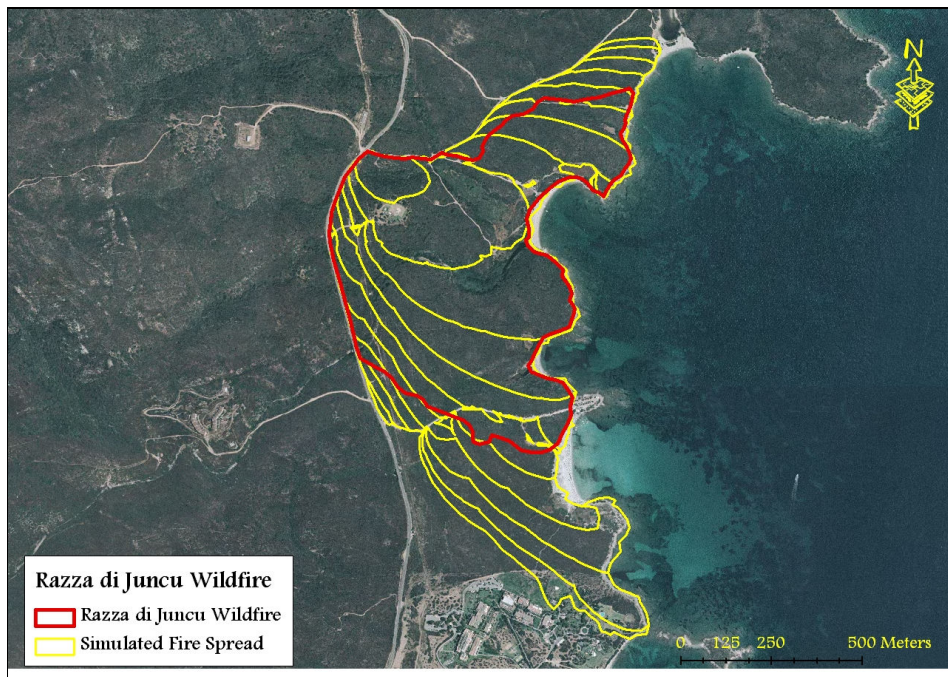 N
Razza di Juncu Wildfire
Razza di Juncu Wildfire
Simulated Fire Spread
0 125 250 500 Meters